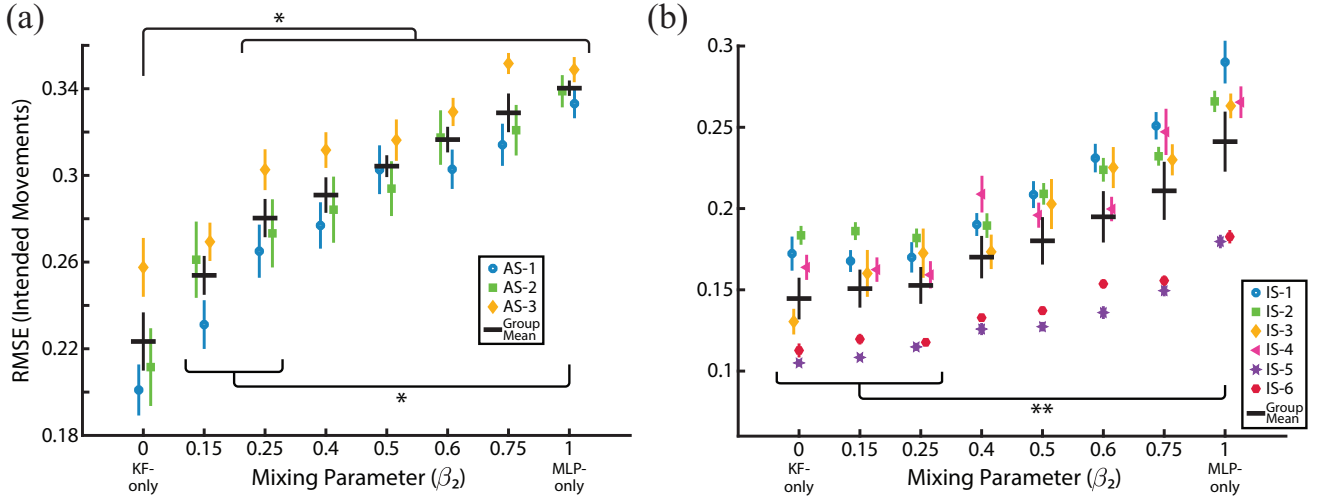 (a)
*
RMSE (Intended Movements)
0.34
0.3
0.26
0.22
0.18
AS-1
AS-2
AS-3
Group
Mean
*
0 0.15 0.25 0.4 0.5 0.6 0.75 1
KF-
only
MLP-
only
Mixing Parameter (β₂)
(b)
0.3
0.25
0.2
0.15
0.1
IS-1
IS-2
IS-3
IS-4
IS-5
IS-6
Group
Mean
**
0 0.15 0.25 0.4 0.5 0.6 0.75 1
KF-
only
MLP-
only
Mixing Parameter (β₂)